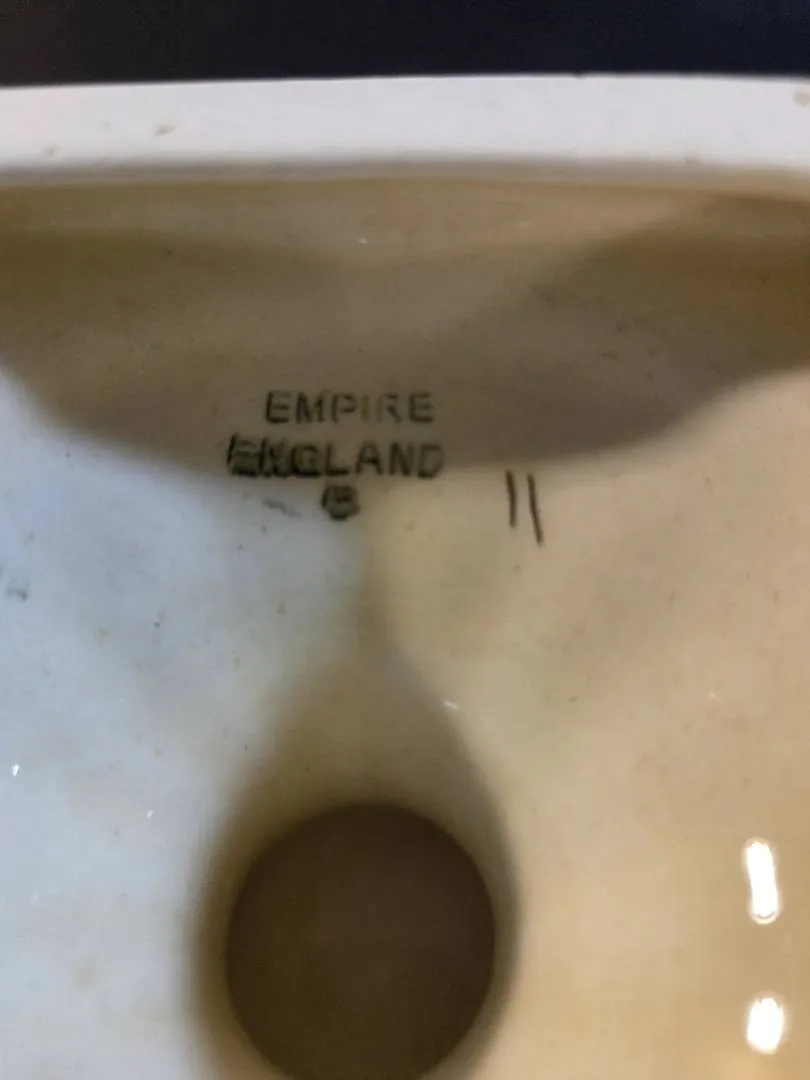 EMPIRE
ENGLAND
B
||